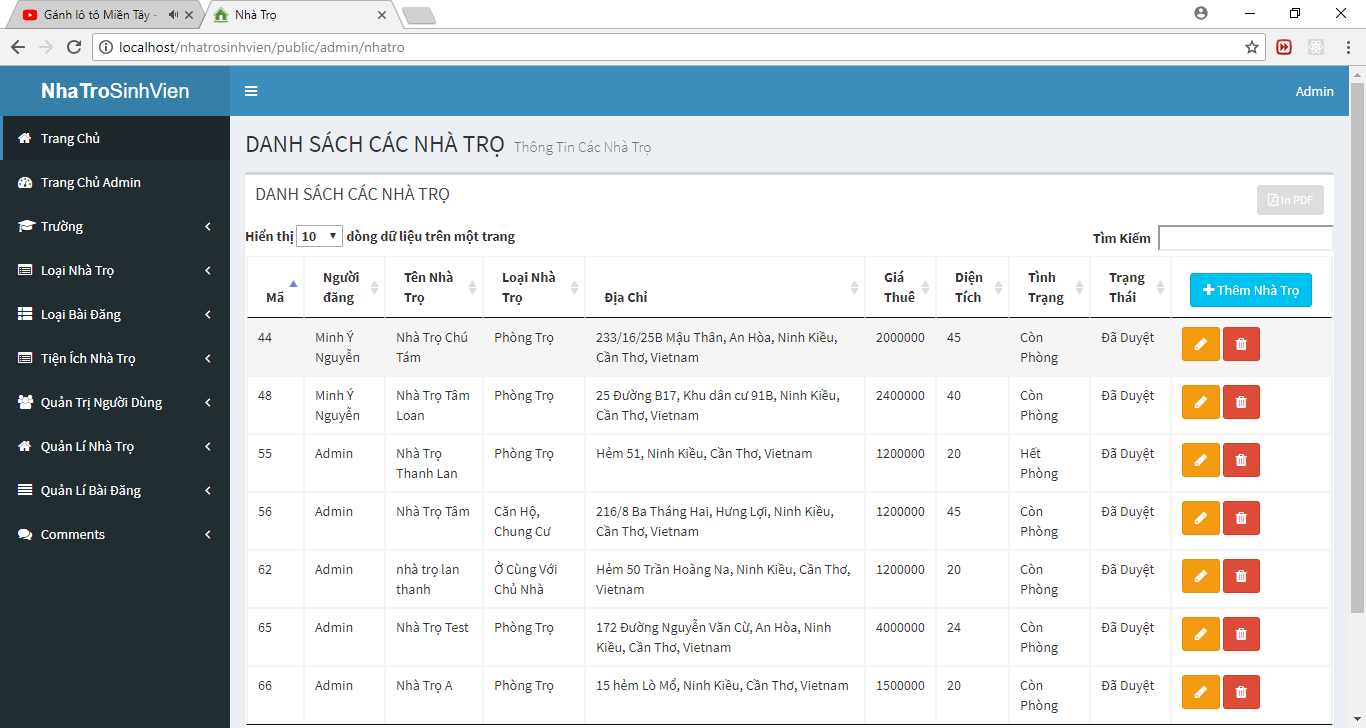 Gánh lô tô Miền Tây -
Nhà Trọ
localhost/nhatrosinhvien/public/admin/nhatro
NhaTroSinhVien
Admin
Trang Chủ
Trang Chủ Admin
Trường
Loại Nhà Trọ
Loại Bài Đăng
Tiện Ích Nhà Trọ
Quản Trị Người Dùng
Quản Lí Nhà Trọ
Quản Lí Bài Đăng
Comments
DANH SÁCH CÁC NHÀ TRỌ Thông Tin Các Nhà Trọ
DANH SÁCH CÁC NHÀ TRỌ
In PDF
Hiển thị 10 dòng dữ liệu trên một trang
Tìm Kiếm
Mã
Người
đăng
Tên Nhà
Trọ
Loại Nhà
Trọ
Địa Chỉ
Giá
Thuê
Diện
Tích
Tình
Trạng
Trạng
Thái
Thêm Nhà Trọ
44
Minh Ý
Nguyễn
Nhà Trọ Chú
Tám
Phòng Trọ
233/16/25B Mậu Thân, An Hòa, Ninh Kiều,
Cần Thơ, Vietnam
2000000
45
Còn
Phòng
Đã Duyệt
48
Minh Ý
Nguyễn
Nhà Trọ Tâm
Loan
Phòng Trọ
25 Đường B17, Khu dân cư 91B, Ninh Kiều,
Cần Thơ, Vietnam
2400000
40
Còn
Phòng
Đã Duyệt
55
Admin
Nhà Trọ
Thanh Lan
Phòng Trọ
Hẻm 51, Ninh Kiều, Cần Thơ, Vietnam
1200000
20
Hết
Phòng
Đã Duyệt
56
Admin
Nhà Trọ Tâm
Căn Hộ,
Chung Cư
216/8 Ba Tháng Hai, Hưng Lợi, Ninh Kiều,
Cần Thơ, Vietnam
1200000
45
Còn
Phòng
Đã Duyệt
62
Admin
nhà trọ lan
thanh
Ở Cùng Với
Chủ Nhà
Hẻm 50 Trần Hoàng Na, Ninh Kiều, Cần Thơ,
Vietnam
1200000
20
Còn
Phòng
Đã Duyệt
65
Admin
Nhà Trọ Test
Phòng Trọ
172 Đường Nguyễn Văn Cừ, An Hòa, Ninh
Kiều, Cần Thơ, Vietnam
4000000
24
Còn
Phòng
Đã Duyệt
66
Admin
Nhà Trọ A
Phòng Trọ
15 hẻm Lò Mổ, Ninh Kiều, Cần Thơ, Vietnam
1500000
20
Còn
Phòng
Đã Duyệt